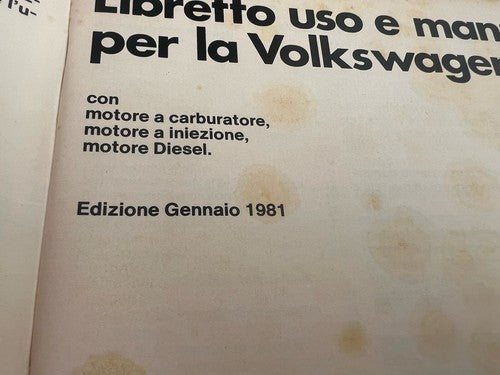 Libretto uso e man
per la Volkswagen
con
motore a carburatore,
motore a iniezione,
motore Diesel.
Edizione Gennaio 1981